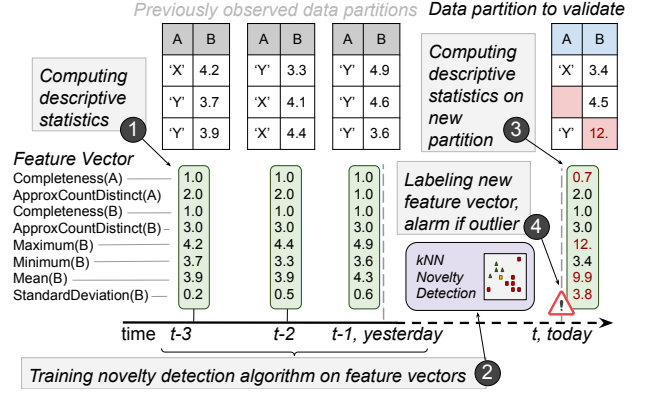 Previously observed data partitions
Data partition to validate
A B
A B
A B
A B
'X' 4.2
'Y' 3.3
'Y' 4.9
'X' 3.4
'Y' 3.7
'X' 4.1
'Y' 4.6
4.5
'Y' 3.9
'X' 4.4
'Y' 3.6
'Y' 12.
Computing
descriptive
statistics
1
Computing
descriptive
statistics on
new
partition
3
Feature Vector
Completeness(A) 1.0 1.0 1.0 0.7
ApproxCountDistinct(A) 2.0 2.0 1.0 2.0
Completeness(B) 1.0 1.0 1.0 1.0
ApproxCountDistinct(B) 3.0 3.0 3.0 3.0
Maximum(B) 4.2 4.4 4.9 12.
Minimum(B) 3.7 3.3 3.6 3.4
Mean(B) 3.9 3.9 4.3 9.9
StandardDeviation(B) 0.2 0.5 0.6 3.8
Labeling new
feature vector,
alarm if outlier
4
kNN
Novelty
Detection
!
time t-3 t-2 t-1, yesterday t, today
Training novelty detection algorithm on feature vectors 2